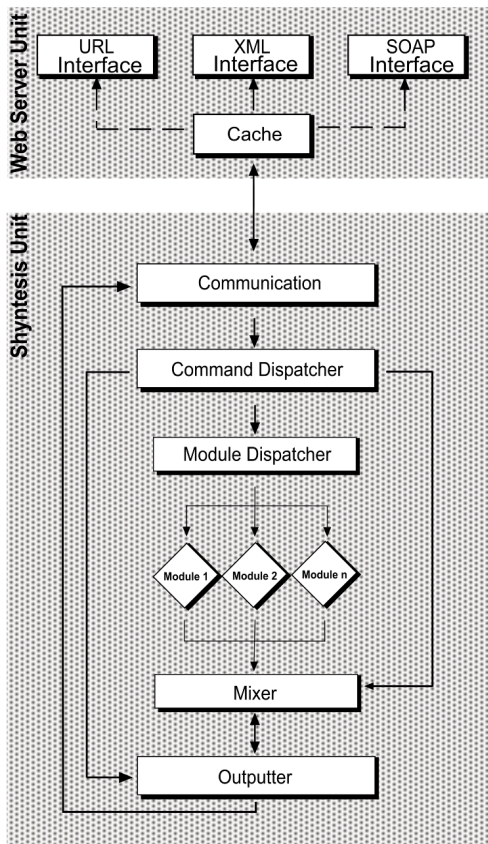 Web Server Unit
URL
Interface
XML
Interface
SOAP
Interface
Cache
Shyntesis Unit
Communication
Command Dispatcher
Module Dispatcher
Module 1
Module 2
Module n
Mixer
Outputter